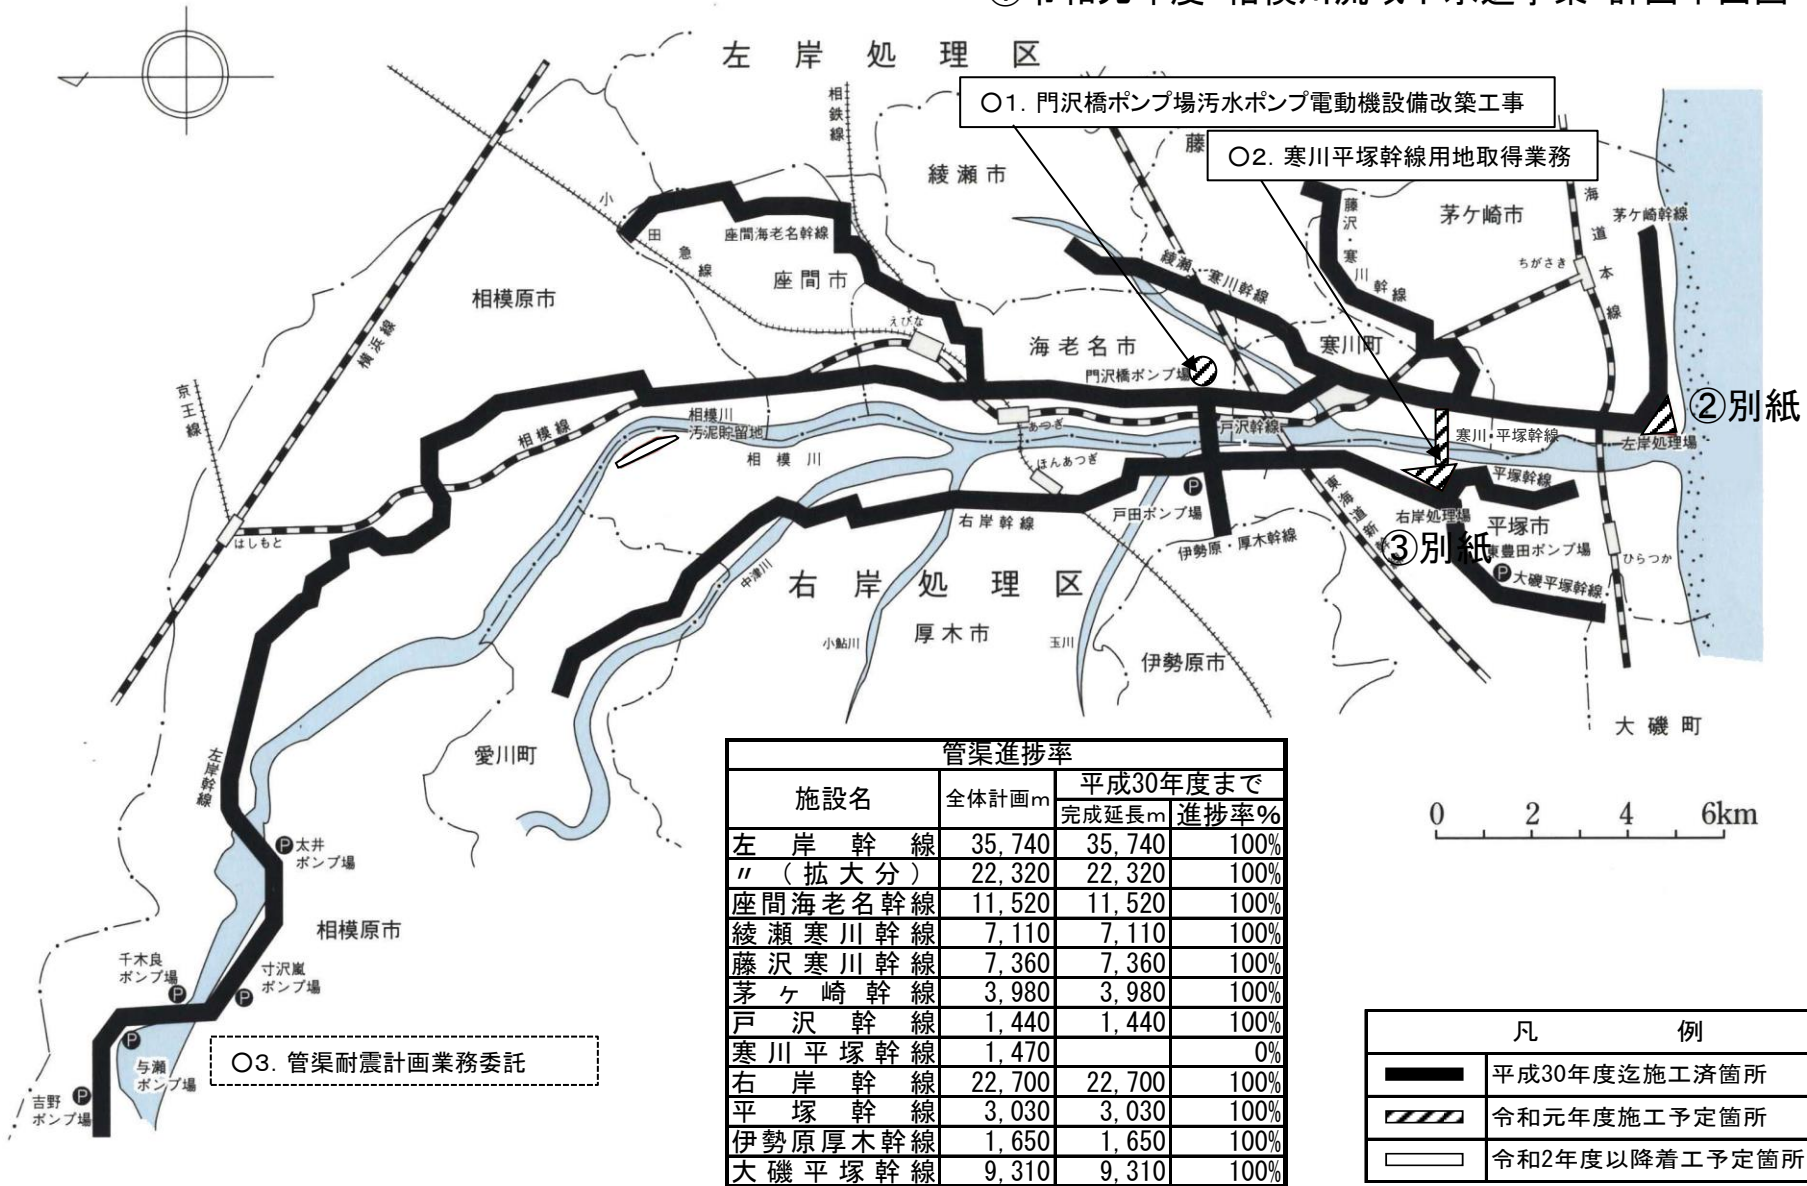 左岸処理区
〇1. 門沢橋ポンプ場汚水ポンプ電動機設備改築工事
〇2. 寒川平塚幹線用地取得業務
相鉄線
綾瀬市
藤
茅ケ崎市
海道本線
茅ケ崎幹線
ちがさき
藤沢・寒川幹線
小田急線
座間海老名幹線
座間市
相模原市
横浜線
えびな
綾瀬・寒川幹線
海老名市
寒川町
門沢橋ポンプ場
京王線
相模線
相模川
汚泥貯留地
相模川
あつぎ
戸沢幹線
寒川・平塚幹線
②別紙
左岸処理場
ほんあつぎ
平塚幹線
はしもと
右岸幹線
戸田ポンプ場
P
東海道新
右岸処理場
平塚市
③別紙
東豊田ポンプ場
P
大磯平塚幹線
ひらつか
伊勢原・厚木幹線
中津川
右岸処理区
小鮎川
厚木市
玉川
伊勢原市
大磯町
愛川町
左岸幹線
P 太井
ポンプ場
相模原市
千木良
ポンプ場
P
寸沢嵐
ポンプ場
P
P
与瀬
ポンプ場
吉野
ポンプ場
P
〇3. 管渠耐震計画業務委託
管渠進捗率
施設名 全体計画m 平成30年度まで
完成延長m 進捗率%
左岸幹線 35,740 35,740 100%
〃（拡大分） 22,320 22,320 100%
座間海老名幹線 11,520 11,520 100%
綾瀬寒川幹線 7,110 7,110 100%
藤沢寒川幹線 7,360 7,360 100%
茅ヶ崎幹線 3,980 3,980 100%
戸沢幹線 1,440 1,440 100%
寒川平塚幹線 1,470 0%
右岸幹線 22,700 22,700 100%
平塚幹線 3,030 3,030 100%
伊勢原厚木幹線 1,650 1,650 100%
大磯平塚幹線 9,310 9,310 100%
0 2 4 6km
凡例
平成30年度迄施工済箇所
令和元年度施工予定箇所
令和2年度以降着工予定箇所